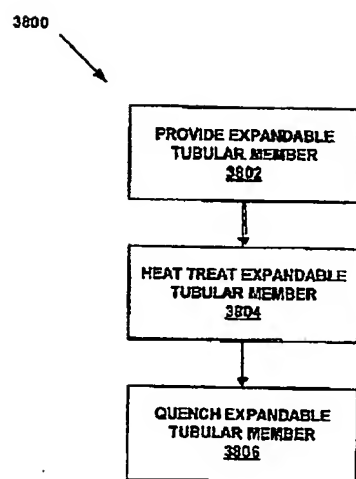 3800
PROVIDE EXPANDABLE
TUBULAR MEMBER
3802
HEAT TREAT EXPANDABLE
TUBULAR MEMBER
3804
QUENCH EXPANDABLE
TUBULAR MEMBER
3806